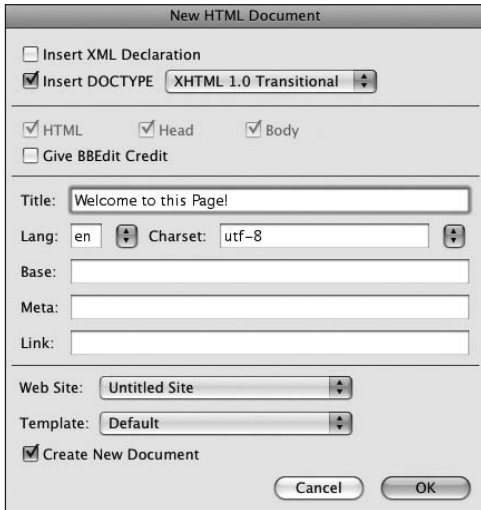 New HTML Document
Insert XML Declaration
Insert DOCTYPE XHTML 1.0 Transitional
HTML Head Body
Give BBEdit Credit
Title: Welcome to this Page!
Lang: en Charset: utf-8
Base:
Meta:
Link:
Web Site: Untitled Site
Template: Default
Create New Document
Cancel OK